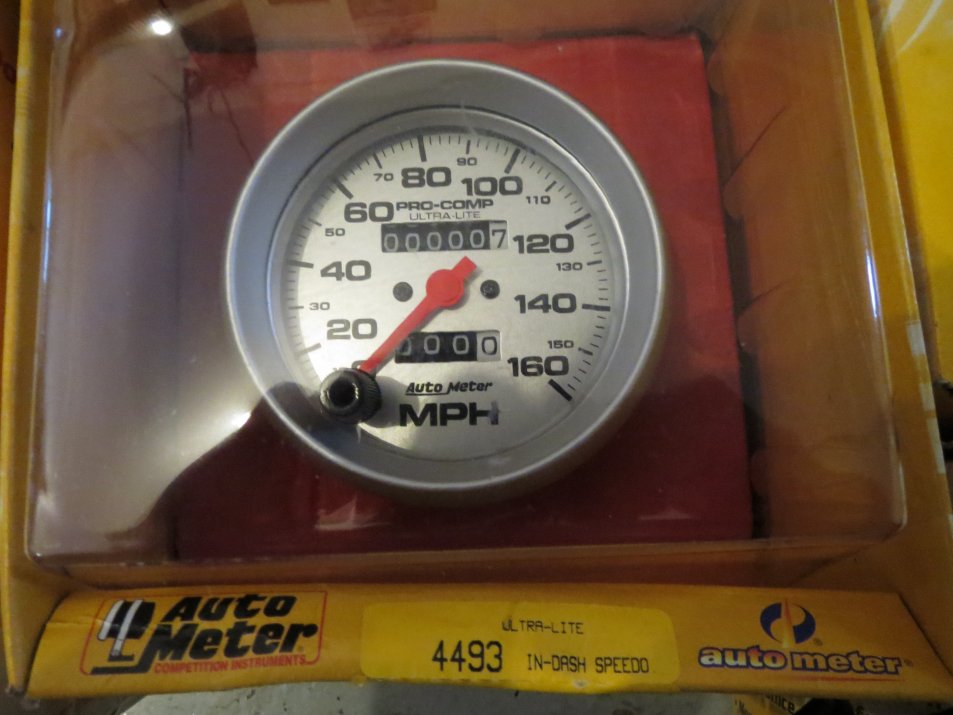 80
90
70
100
60
PRO-COMP
110
ULTRA-LITE
50
000007
120
40
130
30
140
20
0000
150
160
Auto Meter
MPH
Auto Meter
COMPETITION INSTRUMENTS
ULTRA-LITE
4493 IN-DASH SPEEDO
auto meter